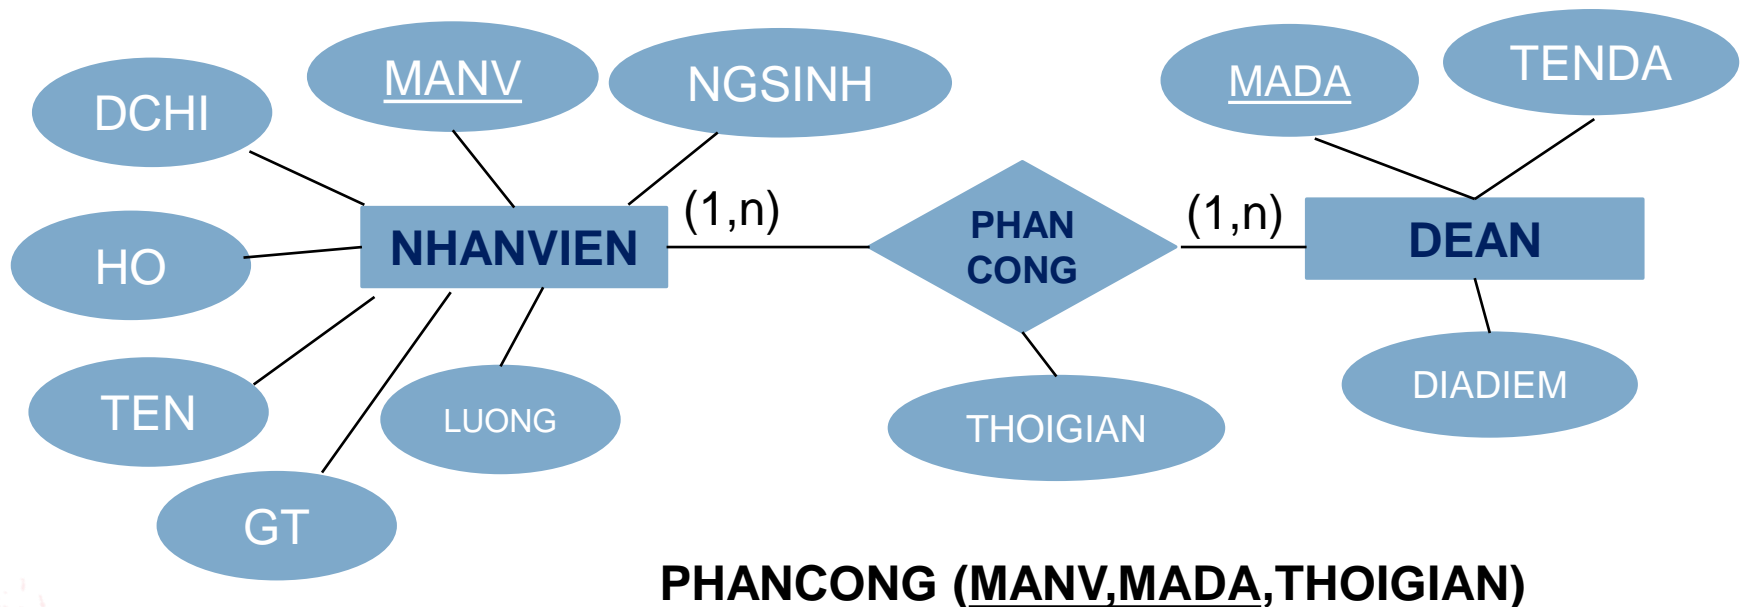 MANV
NGSINH
MADA
TENDA
DCHI
(1,n)
(1,n)
NHANVIEN
PHAN
CONG
DEAN
HO
TEN
LUONG
THOIGIAN
DIADIEM
GT
PHANCONG (MANV,MADA,THOIGIAN)